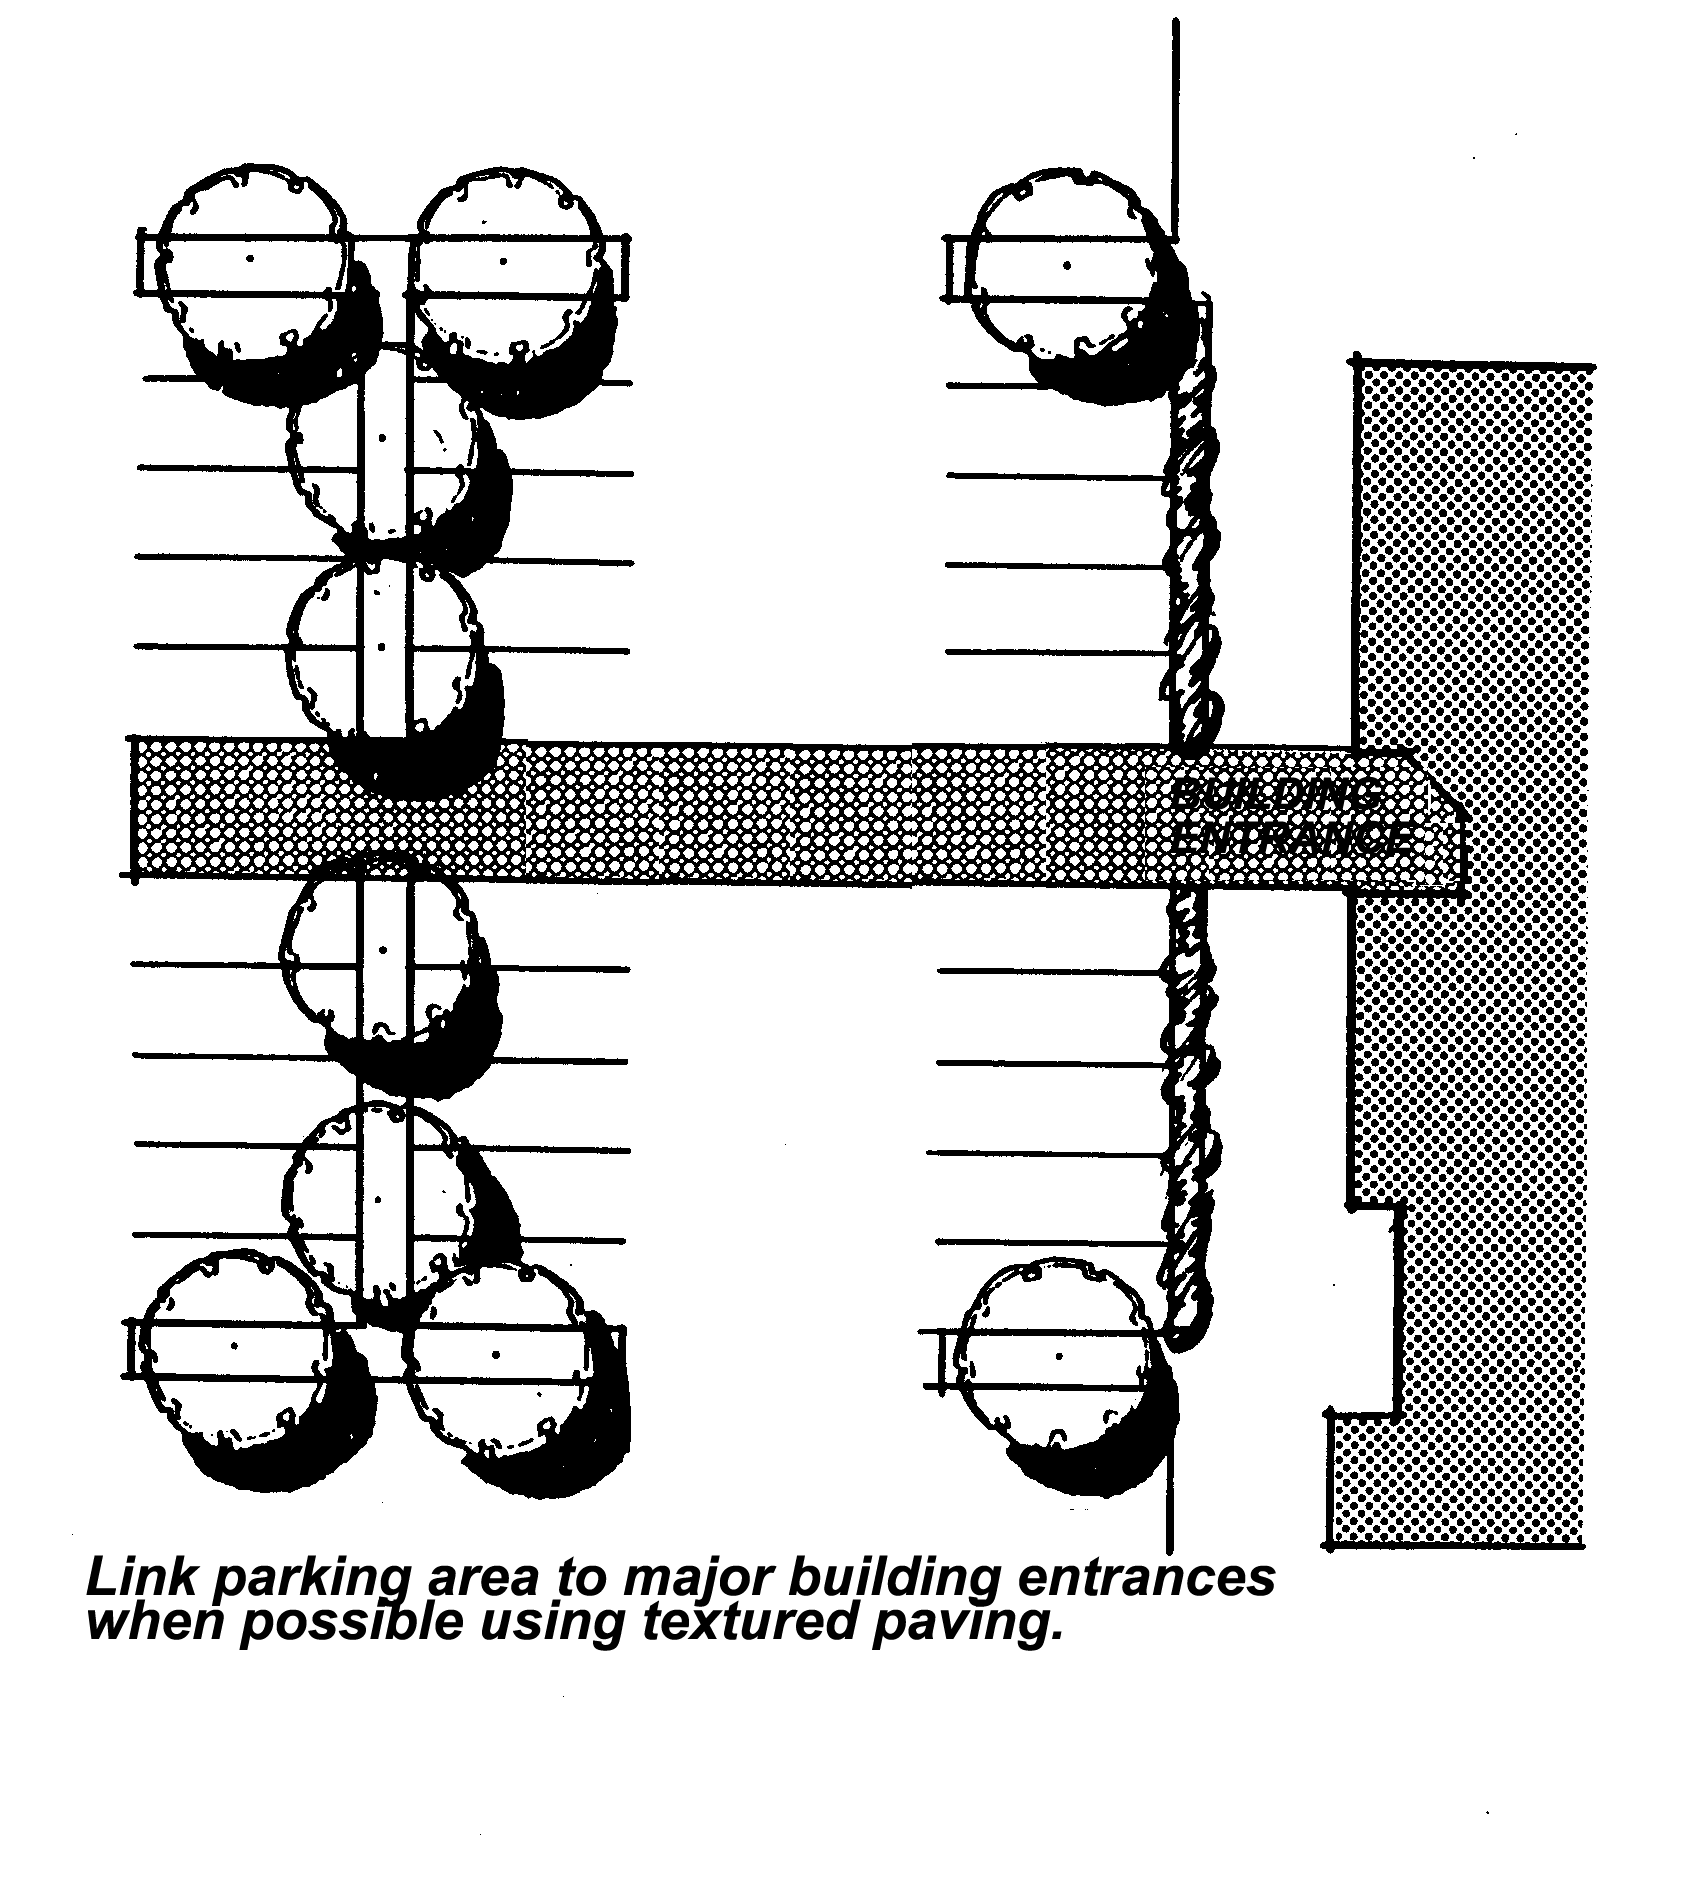 BUILDING
ENTRANCE
Link parking area to major building entrances
when possible using textured paving.